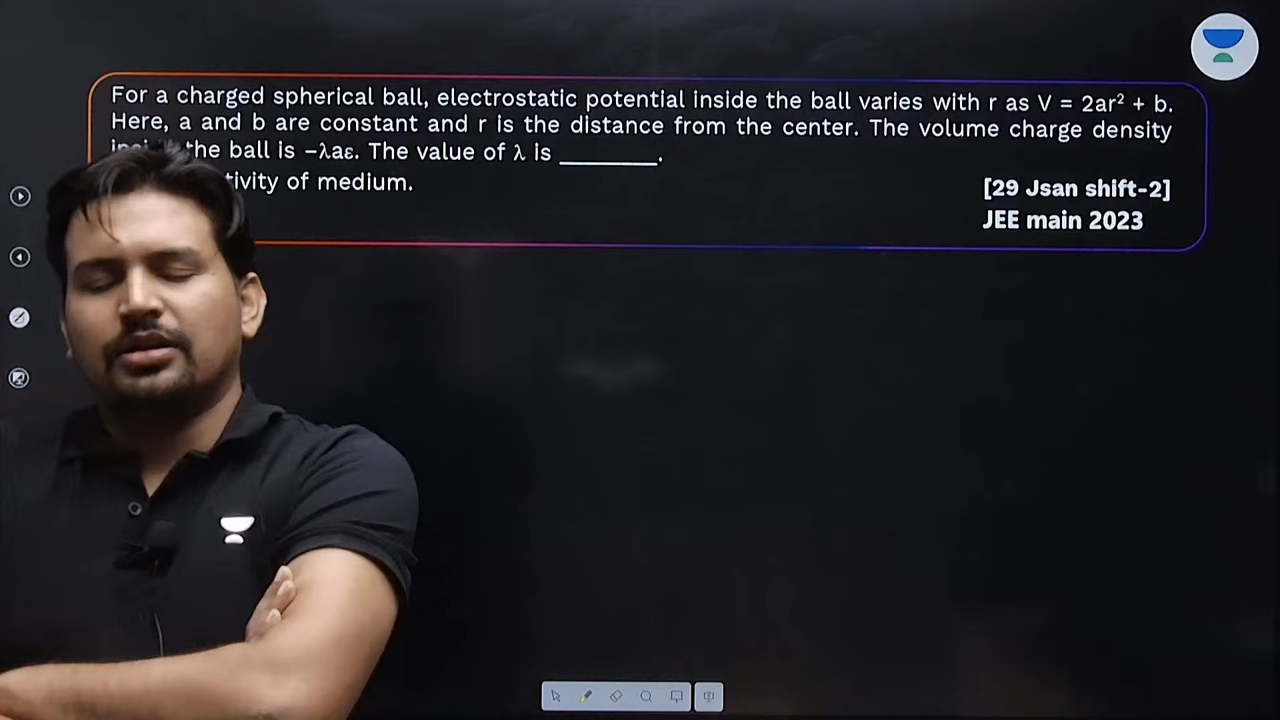 For a charged spherical ball, electrostatic potential inside the ball varies with r as V = 2ar² + b.
Here, a and b are constant and r is the distance from the center. The volume charge density
the ball is –λaε. The value of λ is ________.
of medium.
[29 Jsan shift-2]
JEE main 2023